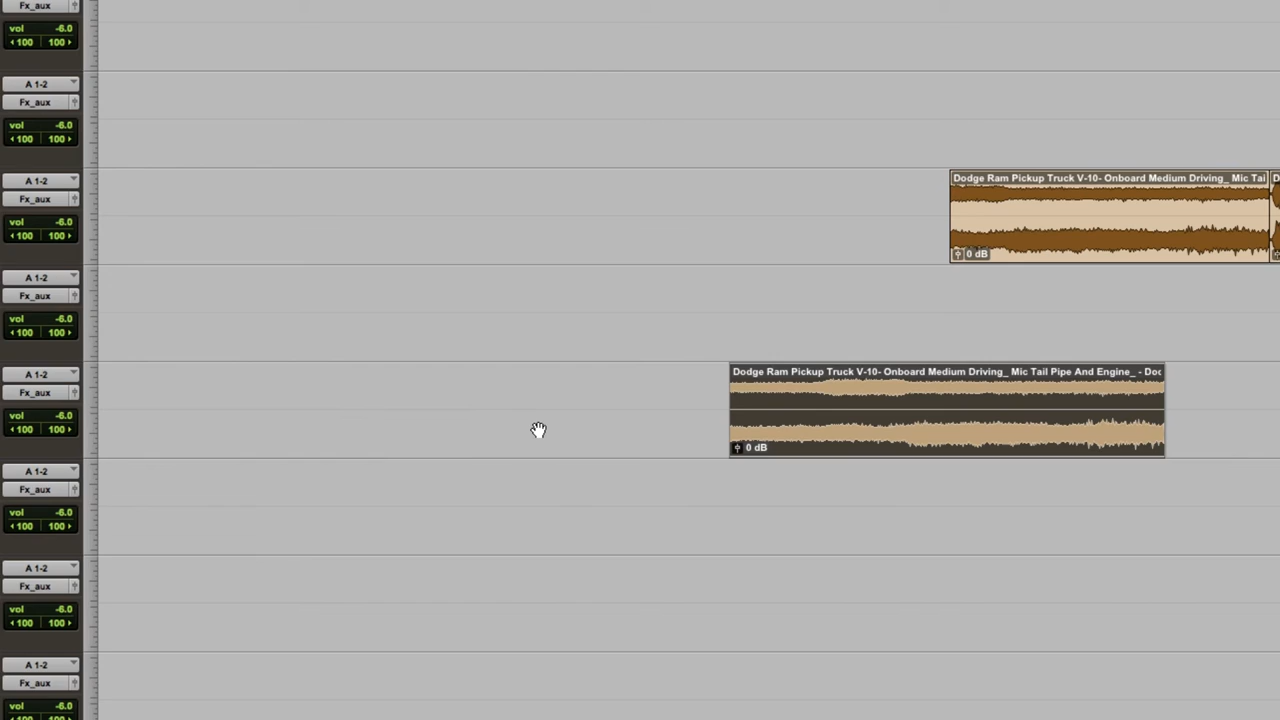 Fx_aux
vol -6.0
100 100
A 1-2
Fx_aux
vol -6.0
100 100
A 1-2
Fx_aux
vol -6.0
100 100
Dodge Ram Pickup Truck V-10- Onboard Medium Driving_ Mic Tai
D
0 dB
A 1-2
Fx_aux
vol -6.0
100 100
A 1-2
Fx_aux
vol -6.0
100 100
Dodge Ram Pickup Truck V-10- Onboard Medium Driving_ Mic Tail Pipe And Engine_ - Doc
0 dB
A 1-2
Fx_aux
vol -6.0
100 100
A 1-2
Fx_aux
vol -6.0
100 100
A 1-2
Fx_aux
vol -6.0
100 100